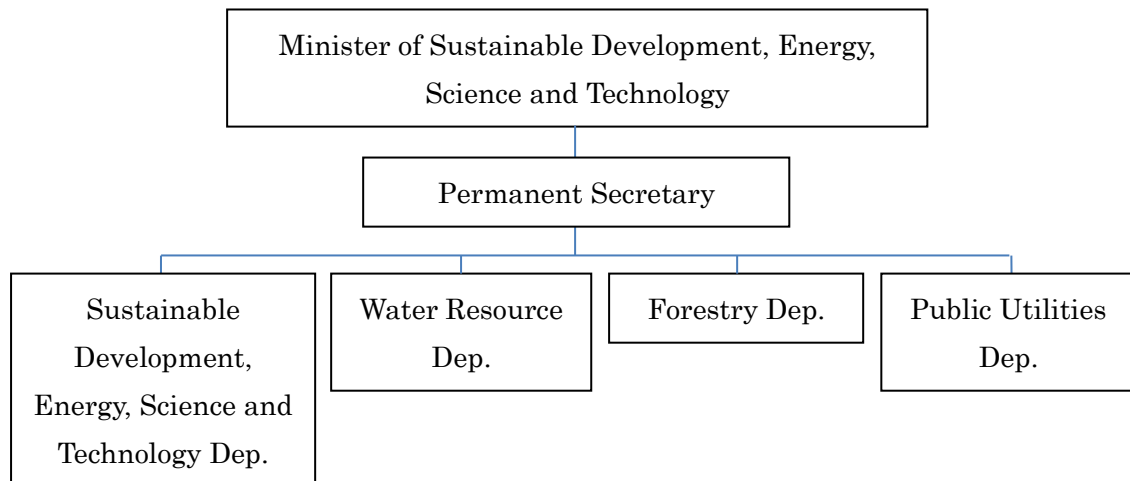 Minister of Sustainable Development, Energy,
Science and Technology
Permanent Secretary
Sustainable
Development,
Energy, Science and
Technology Dep.
Water Resource
Dep.
Forestry Dep.
Public Utilities
Dep.